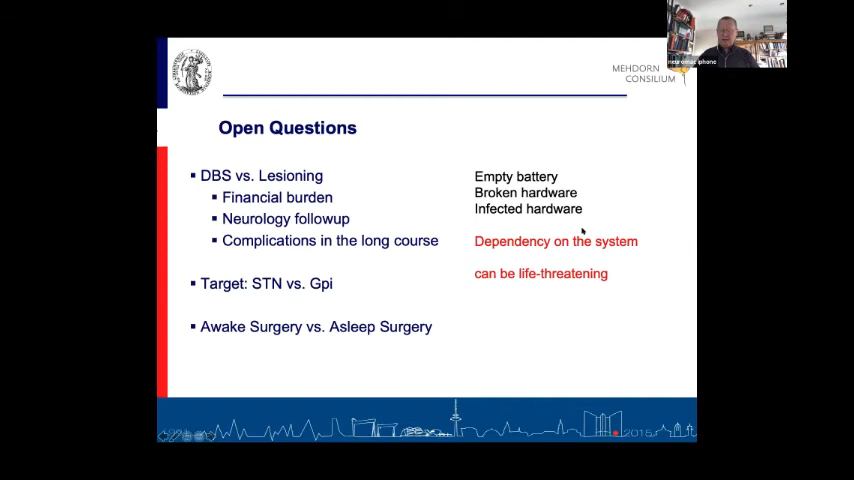 neuromac iphone
MEHDORN
CONSILIUM
Open Questions
▪ DBS vs. Lesioning
▪ Financial burden
▪ Neurology followup
▪ Complications in the long course
▪ Target: STN vs. Gpi
▪ Awake Surgery vs. Asleep Surgery
Empty battery
Broken hardware
Infected hardware
Dependency on the system
can be life-threatening
2015